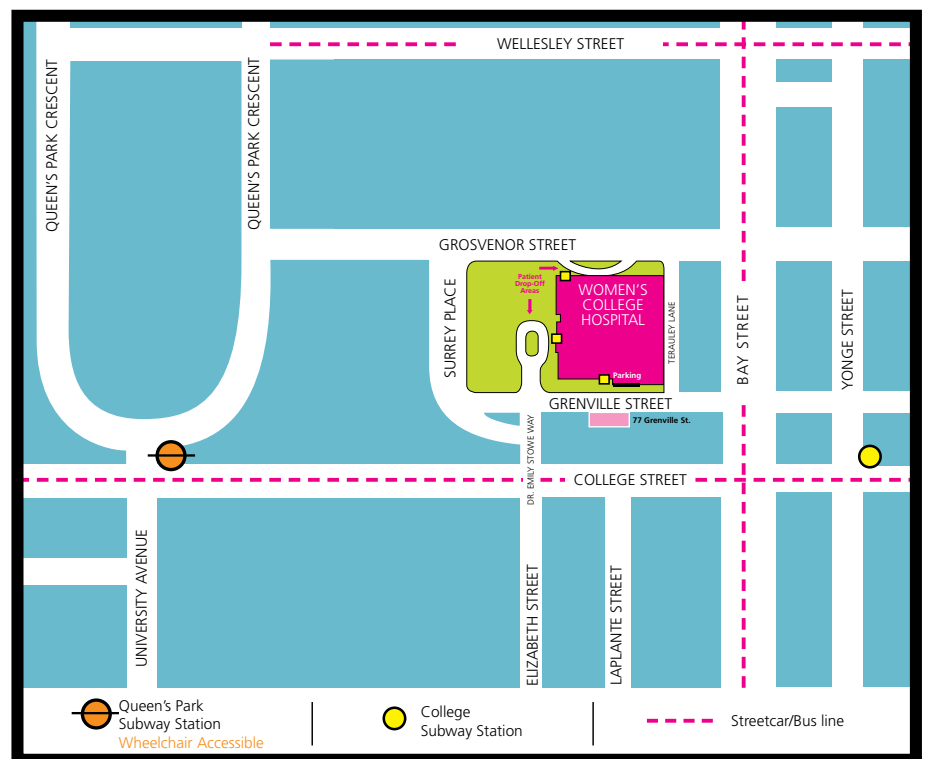 WELLESLEY STREET
QUEEN'S PARK CRESCENT
QUEEN'S PARK CRESCENT
GROSVENOR STREET
Patient
Drop-Off
Areas
WOMEN'S
COLLEGE
HOSPITAL
SURREY PLACE
TERAULEY LANE
BAY STREET
YONGE STREET
Parking
GRENVILLE STREET
77 Grenville St.
DR. EMILY STOWE WAY
COLLEGE STREET
UNIVERSITY AVENUE
ELIZABETH STREET
LAPLANTE STREET
Queen's Park
Subway Station
Wheelchair Accessible
College
Subway Station
Streetcar/Bus line